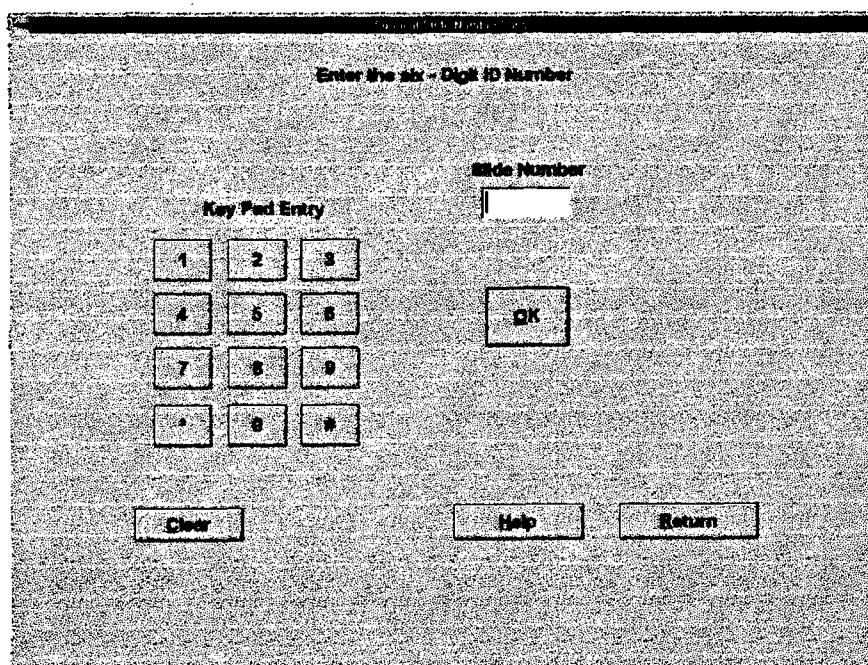 Enter the six - Digit ID Number
Slide Number
Key Pad Entry
1 2 3
4 5 6
OK
7 8 9
* 0 #
Clear Help Return